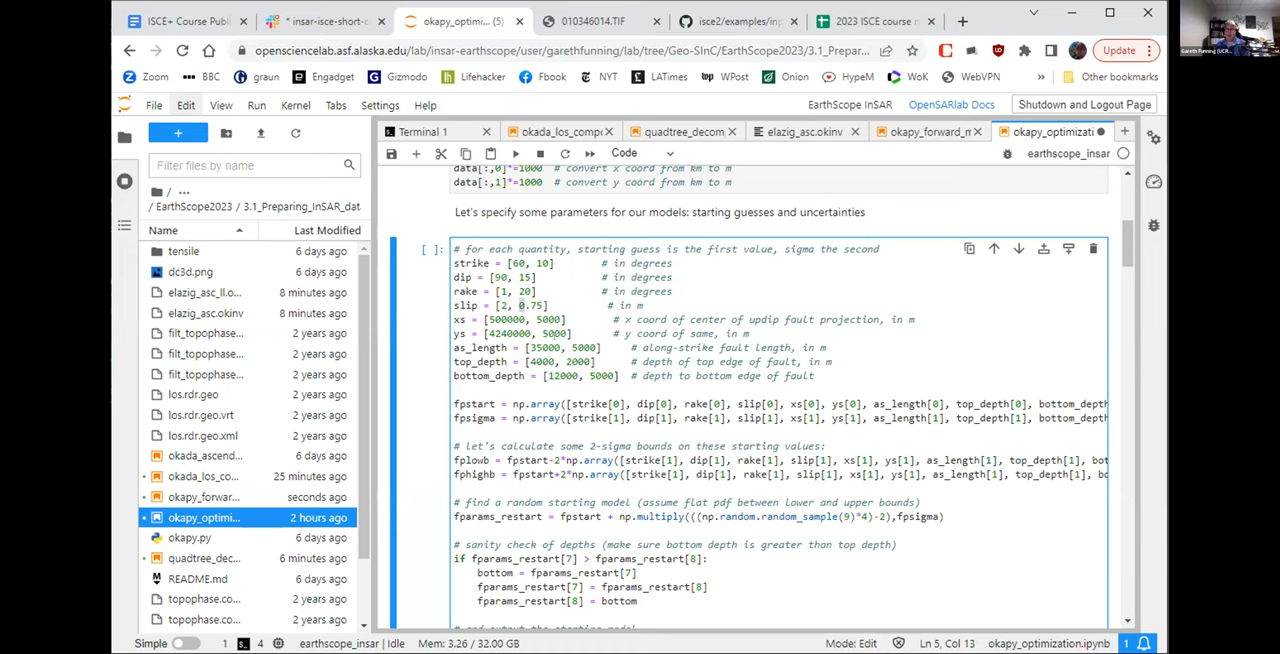 ISCE+ Course Publ
* insar-isce-short-c
okapy_optimi... (5)
010346014.TIF
isce2/examples/inp
2023 ISCE course m
opensciencelab.asf.alaska.edu/lab/insar-earthscope/user/garethfunning/lab/tree/Geo-SInC/EarthScope2023/3.1_Prepar...
Update
Zoom
BBC
graun
Engadget
Gizmodo
Lifehacker
Fbook
NYT
LATimes
WPost
Onion
HypeM
WoK
WebVPN
»
Other bookmarks
File Edit View Run Kernel Tabs Settings Help
EarthScope InSAR
OpenSARlab Docs
Shutdown and Logout Page
Terminal 1
okada_los_compo
quadtree_decom
elazig_asc.okinv
okapy_forward_m
okapy_optimizati
Code
earthscope_insar
Filter files by name
/ ...
/ EarthScope2023 / 3.1_Preparing_InSAR_dat
Name
Last Modified
tensile 6 days ago
dc3d.png 6 days ago
elazig_asc_ll.o... 8 minutes ago
elazig_asc.okinv 8 minutes ago
filt_topophase... 2 years ago
filt_topophase... 2 years ago
filt_topophase... 2 years ago
los.rdr.geo 2 years ago
los.rdr.geo.vrt 2 years ago
los.rdr.geo.xml 2 years ago
okada_ascend... 6 days ago
okada_los_co... 25 minutes ago
okapy_forwar... seconds ago
okapy_optimi... 2 hours ago
okapy.py 6 days ago
quadtree_dec... 6 minutes ago
README.md 6 days ago
topophase.co... 6 days ago
topophase.co... 2 years ago
data[:,0]*=1000 # convert x coord from km to m
data[:,1]*=1000 # convert y coord from km to m
Let's specify some parameters for our models: starting guesses and uncertainties
[ ]:
# for each quantity, starting guess is the first value, sigma the second
strike = [60, 10] # in degrees
dip = [90, 15] # in degrees
rake = [1, 20] # in degrees
slip = [2, 0.75] # in m
xs = [500000, 5000] # x coord of center of updip fault projection, in m
ys = [4240000, 5000] # y coord of same, in m
as_length = [35000, 5000] # along-strike fault length, in m
top_depth = [4000, 2000] # depth of top edge of fault, in m
bottom_depth = [12000, 5000] # depth to bottom edge of fault
fpstart = np.array([strike[0], dip[0], rake[0], slip[0], xs[0], ys[0], as_length[0], top_depth[0], bottom_depth
fpsigma = np.array([strike[1], dip[1], rake[1], slip[1], xs[1], ys[1], as_length[1], top_depth[1], bottom_depth
# let's calculate some 2-sigma bounds on these starting values:
fplowb = fpstart-2*np.array([strike[1], dip[1], rake[1], slip[1], xs[1], ys[1], as_length[1], top_depth[1], bot
fphighb = fpstart+2*np.array([strike[1], dip[1], rake[1], slip[1], xs[1], ys[1], as_length[1], top_depth[1], bo
# find a random starting model (assume flat pdf between lower and upper bounds)
fparams_restart = fpstart + np.multiply(((np.random.random_sample(9)*4)-2),fpsigma)
# sanity check of depths (make sure bottom depth is greater than top depth)
if fparams_restart[7] > fparams_restart[8]:
bottom = fparams_restart[7]
fparams_restart[7] = fparams_restart[8]
fparams_restart[8] = bottom
# and output the starting model
Simple
1
4
earthscope_insar | Idle
Mem: 3.26 / 32.00 GB
Mode: Edit
Ln 5, Col 13
okapy_optimization.ipynb
1
Gareth Funning (UCR...